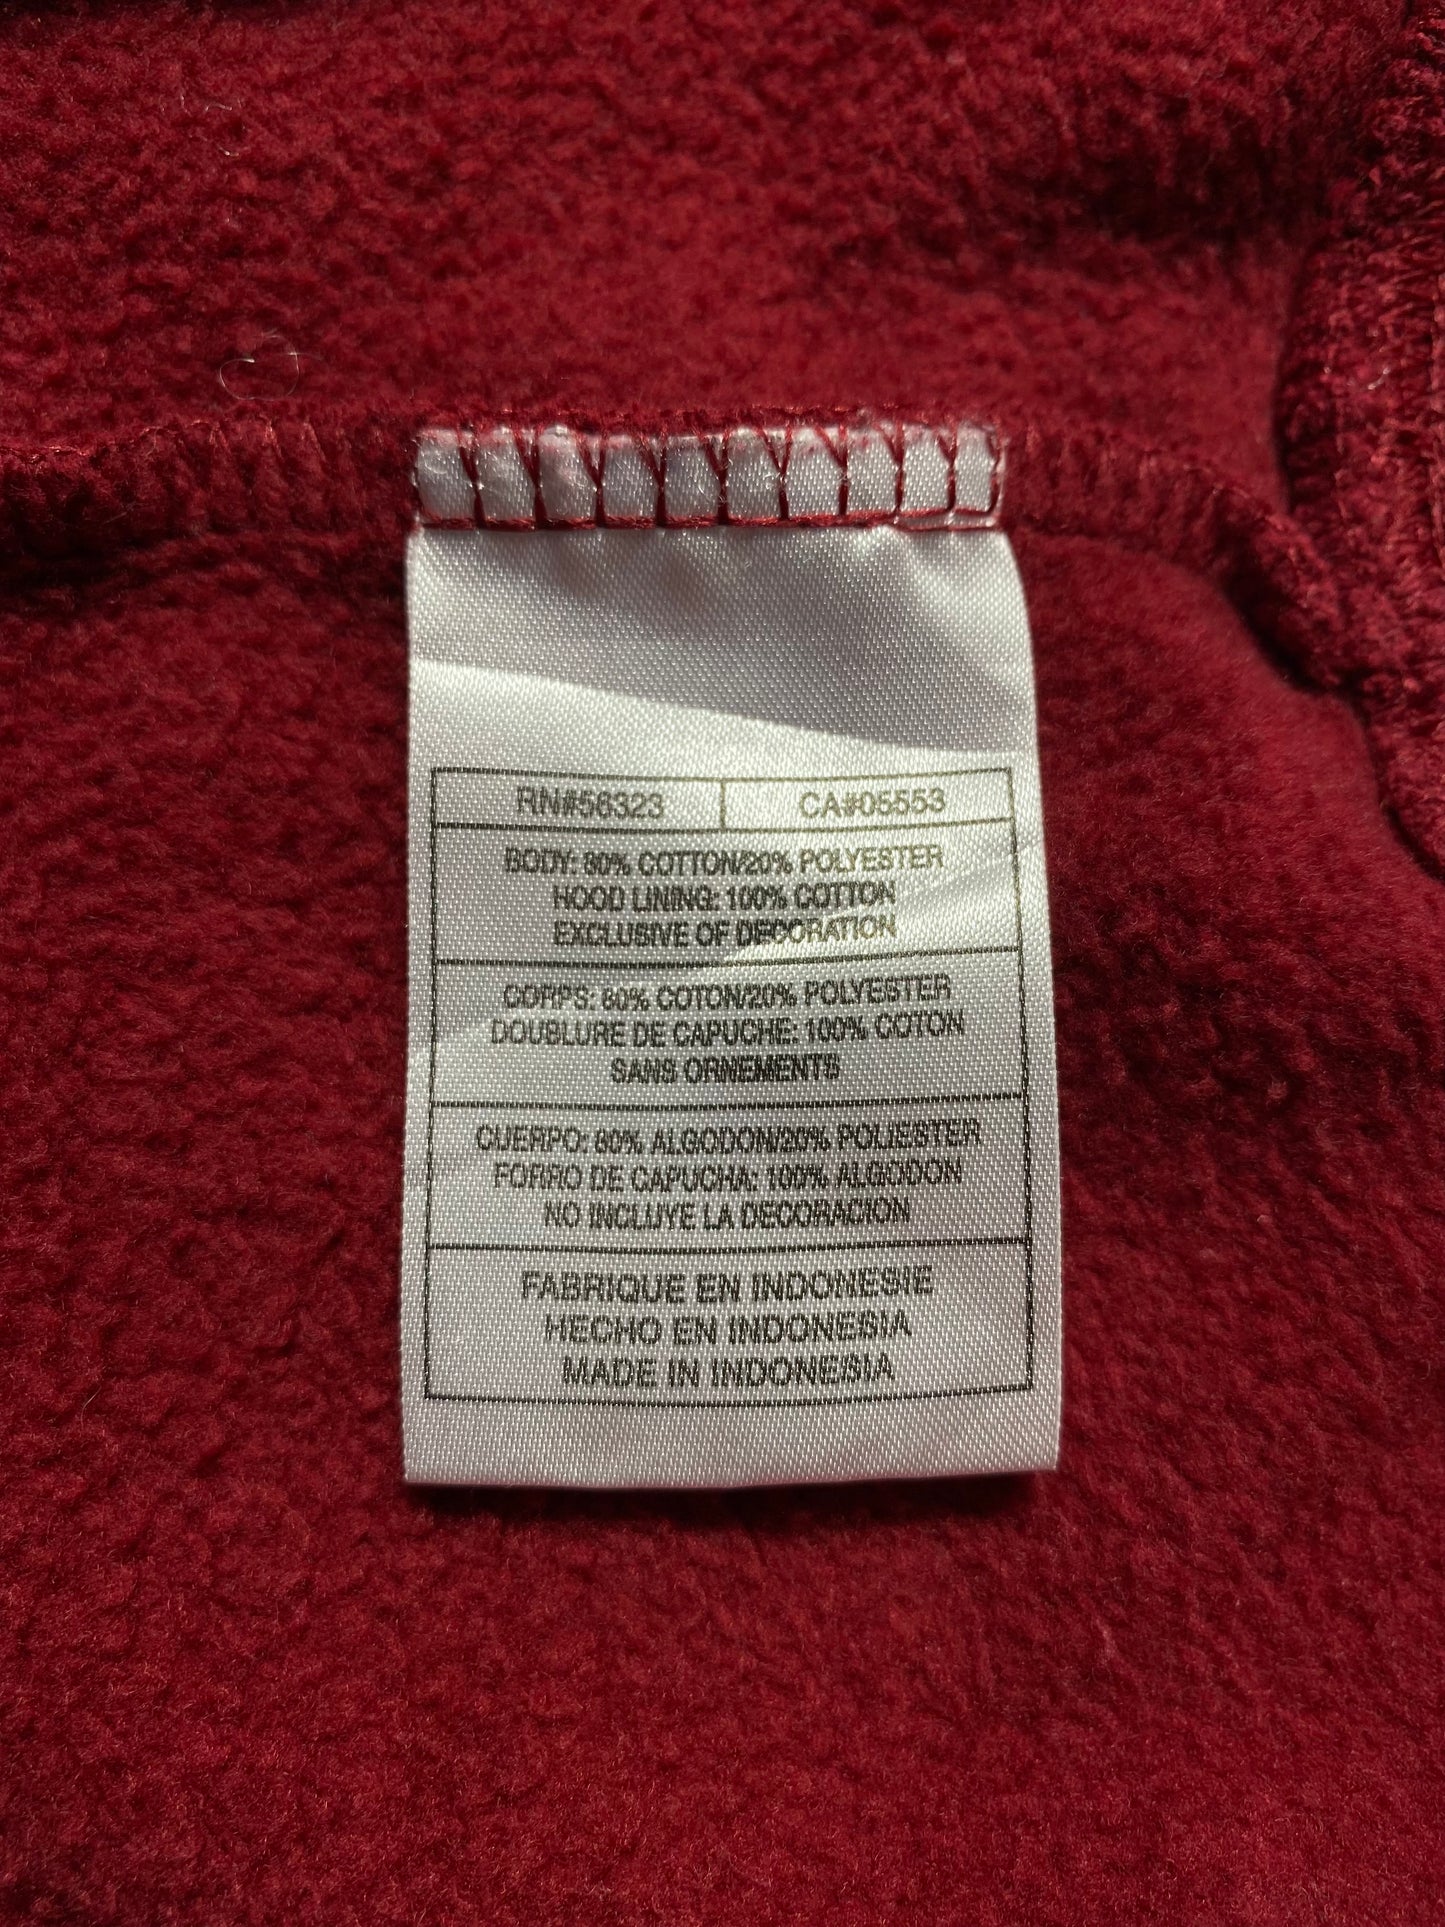 RN#56323 CA#05553
BODY: 80% COTTON/20% POLYESTER
HOOD LINING: 100% COTTON
EXCLUSIVE OF DECORATION
CORPS: 80% COTON/20% POLYESTER
DOUBLURE DE CAPUCHE: 100% COTON
SANS ORNEMENTS
CUERPO: 80% ALGODON/20% POLIESTER
FORRO DE CAPUCHA: 100% ALGODON
NO INCLUYE LA DECORACION
FABRIQUE EN INDONESIE
HECHO EN INDONESIA
MADE IN INDONESIA